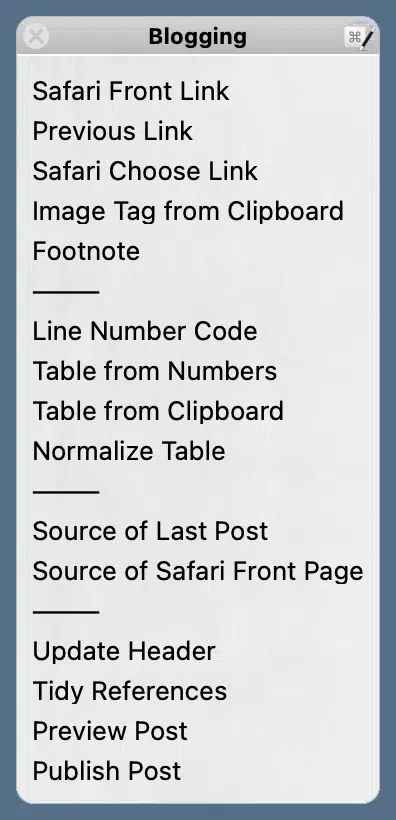 Blogging
Safari Front Link
Previous Link
Safari Choose Link
Image Tag from Clipboard
Footnote
Line Number Code
Table from Numbers
Table from Clipboard
Normalize Table
Source of Last Post
Source of Safari Front Page
Update Header
Tidy References
Preview Post
Publish Post